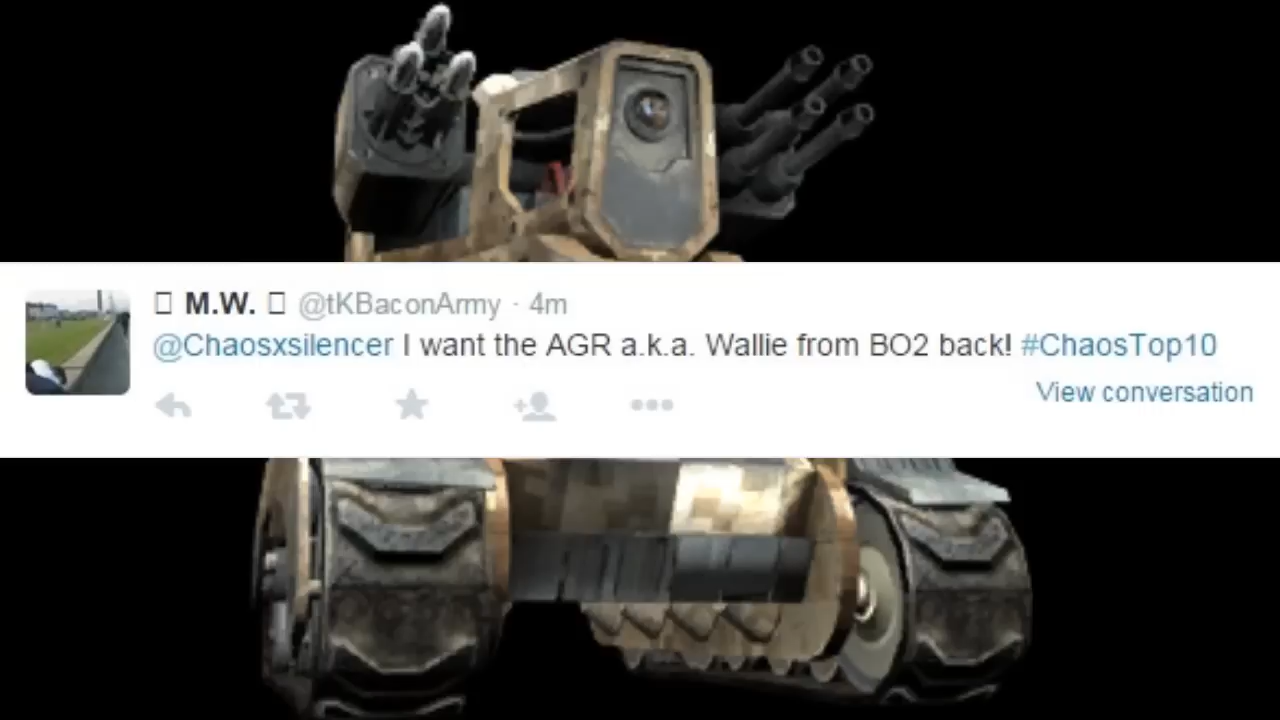 M.W. @tKBaconArmy · 4m
@Chaosxsilencer I want the AGR a.k.a. Wallie from BO2 back! #ChaosTop10
View conversation